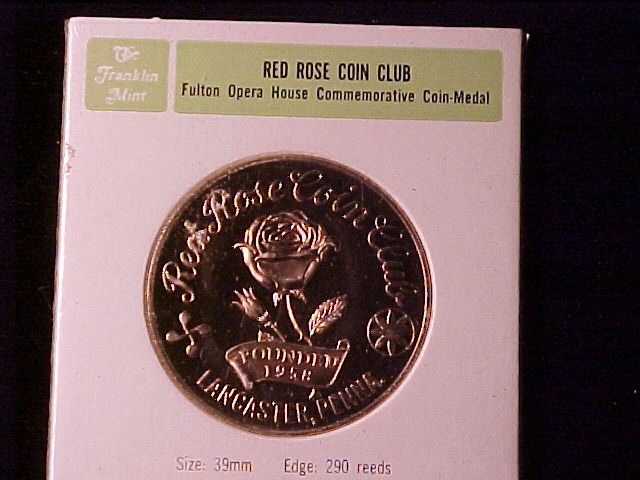 The
Franklin
Mint
RED ROSE COIN CLUB
Fulton Opera House Commemorative Coin-Medal
Red Rose Coin Club
FOUNDED
1958
LANCASTER, PENNA.
Size: 39mm Edge: 290 reeds